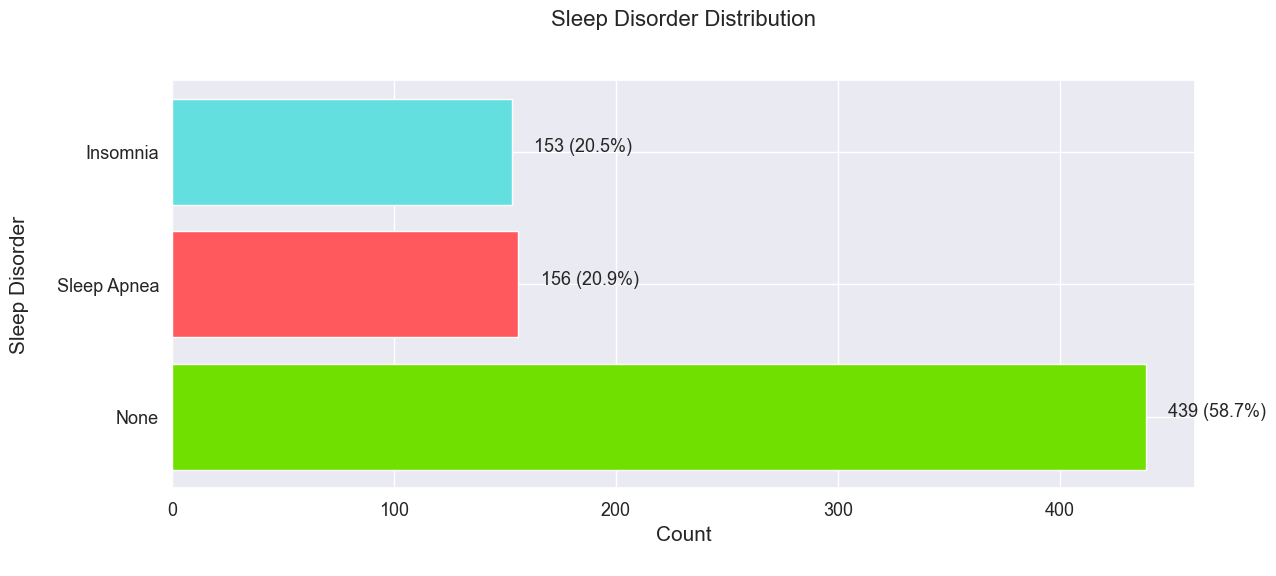 Sleep Disorder Distribution
Sleep Disorder
Insomnia
153 (20.5%)
Sleep Apnea
156 (20.9%)
None
439 (58.7%)
0
100
200
300
400
Count